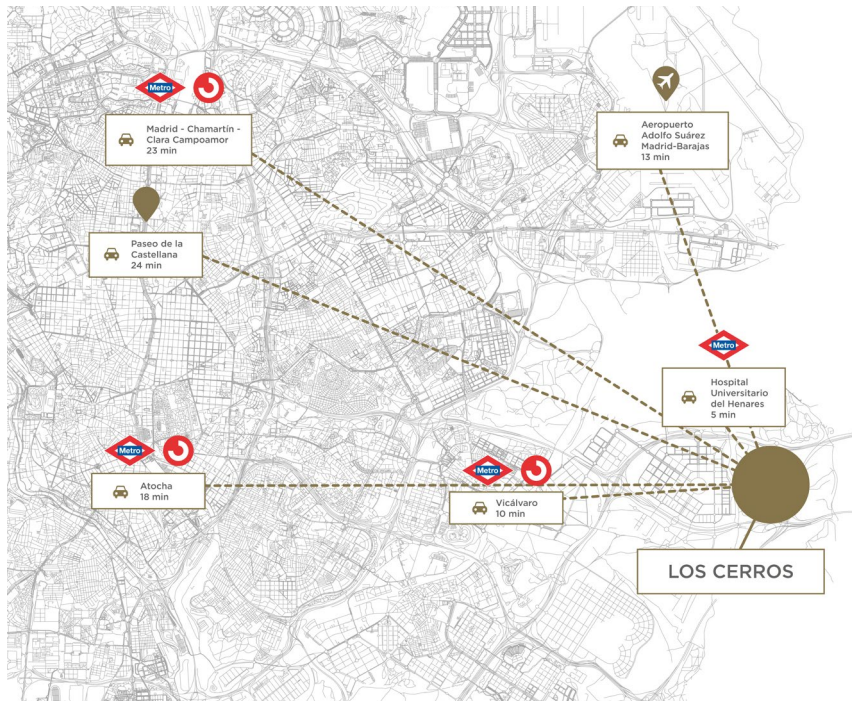 Metro
Madrid - Chamartín -
Clara Campoamor
23 min
Aeropuerto
Adolfo Suárez
Madrid-Barajas
13 min
Paseo de la
Castellana
24 min
Metro
Hospital
Universitario
del Henares
5 min
Metro
Atocha
18 min
Metro
Vicálvaro
10 min
LOS CERROS